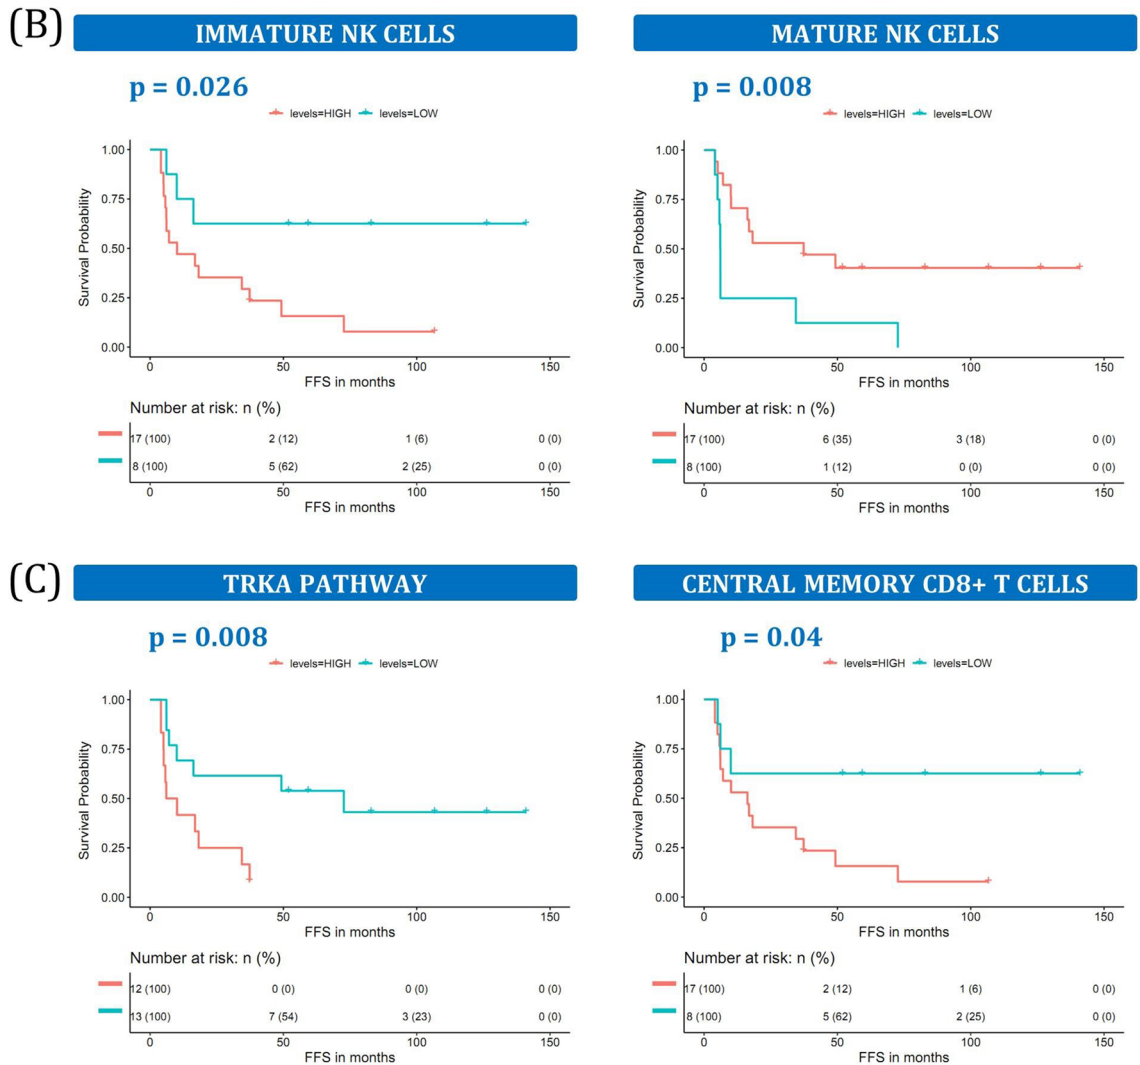 (B)
IMMATURE NK CELLS
p = 0.026
levels=HIGH levels=LOW
Survival Probability
1.00
0.75
0.50
0.25
0.00
0 50 100 150
FFS in months
Number at risk: n (%)
17 (100) 2 (12) 1 (6) 0 (0)
8 (100) 5 (62) 2 (25) 0 (0)
0 50 100 150
FFS in months
MATURE NK CELLS
p = 0.008
levels=HIGH levels=LOW
Survival Probability
1.00
0.75
0.50
0.25
0.00
0 50 100 150
FFS in months
Number at risk: n (%)
17 (100) 6 (35) 3 (18) 0 (0)
8 (100) 1 (12) 0 (0) 0 (0)
0 50 100 150
FFS in months
(C)
TRKA PATHWAY
p = 0.008
levels=HIGH levels=LOW
Survival Probability
1.00
0.75
0.50
0.25
0.00
0 50 100 150
FFS in months
Number at risk: n (%)
12 (100) 0 (0) 0 (0) 0 (0)
13 (100) 7 (54) 3 (23) 0 (0)
0 50 100 150
FFS in months
CENTRAL MEMORY CD8+ T CELLS
p = 0.04
levels=HIGH levels=LOW
Survival Probability
1.00
0.75
0.50
0.25
0.00
0 50 100 150
FFS in months
Number at risk: n (%)
17 (100) 2 (12) 1 (6) 0 (0)
8 (100) 5 (62) 2 (25) 0 (0)
0 50 100 150
FFS in months